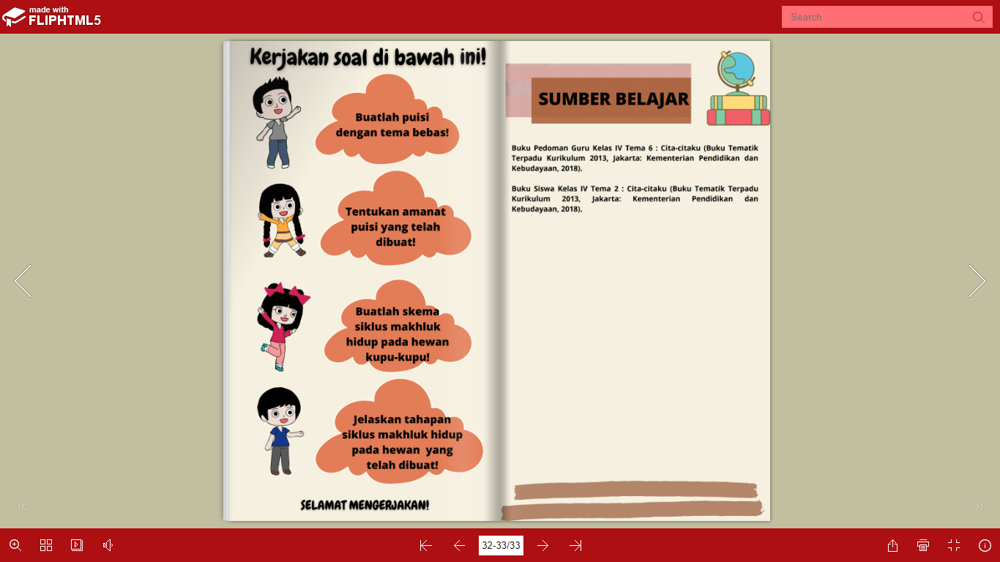 made with
FLIPHTML5
Search
Kerjakan soal di bawah ini!
Buatlah puisi
dengan tema bebas!
Tentukan amanat
puisi yang telah
dibuat!
Buatlah skema
siklus makhluk
hidup pada hewan
kupu-kupu!
Jelaskan tahapan
siklus makhluk hidup
pada hewan  yang
telah dibuat!
SELAMAT MENGERJAKAN!
SUMBER BELAJAR
Buku Pedoman Guru Kelas IV Tema 6 : Cita-citaku (Buku Tematik
Terpadu Kurikulum 2013, Jakarta: Kementerian Pendidikan dan
Kebudayaan, 2018).
Buku Siswa Kelas IV Tema 2 : Cita-citaku (Buku Tematik Terpadu
Kurikulum 2013, Jakarta: Kementerian Pendidikan dan
Kebudayaan, 2018).
32-33/33